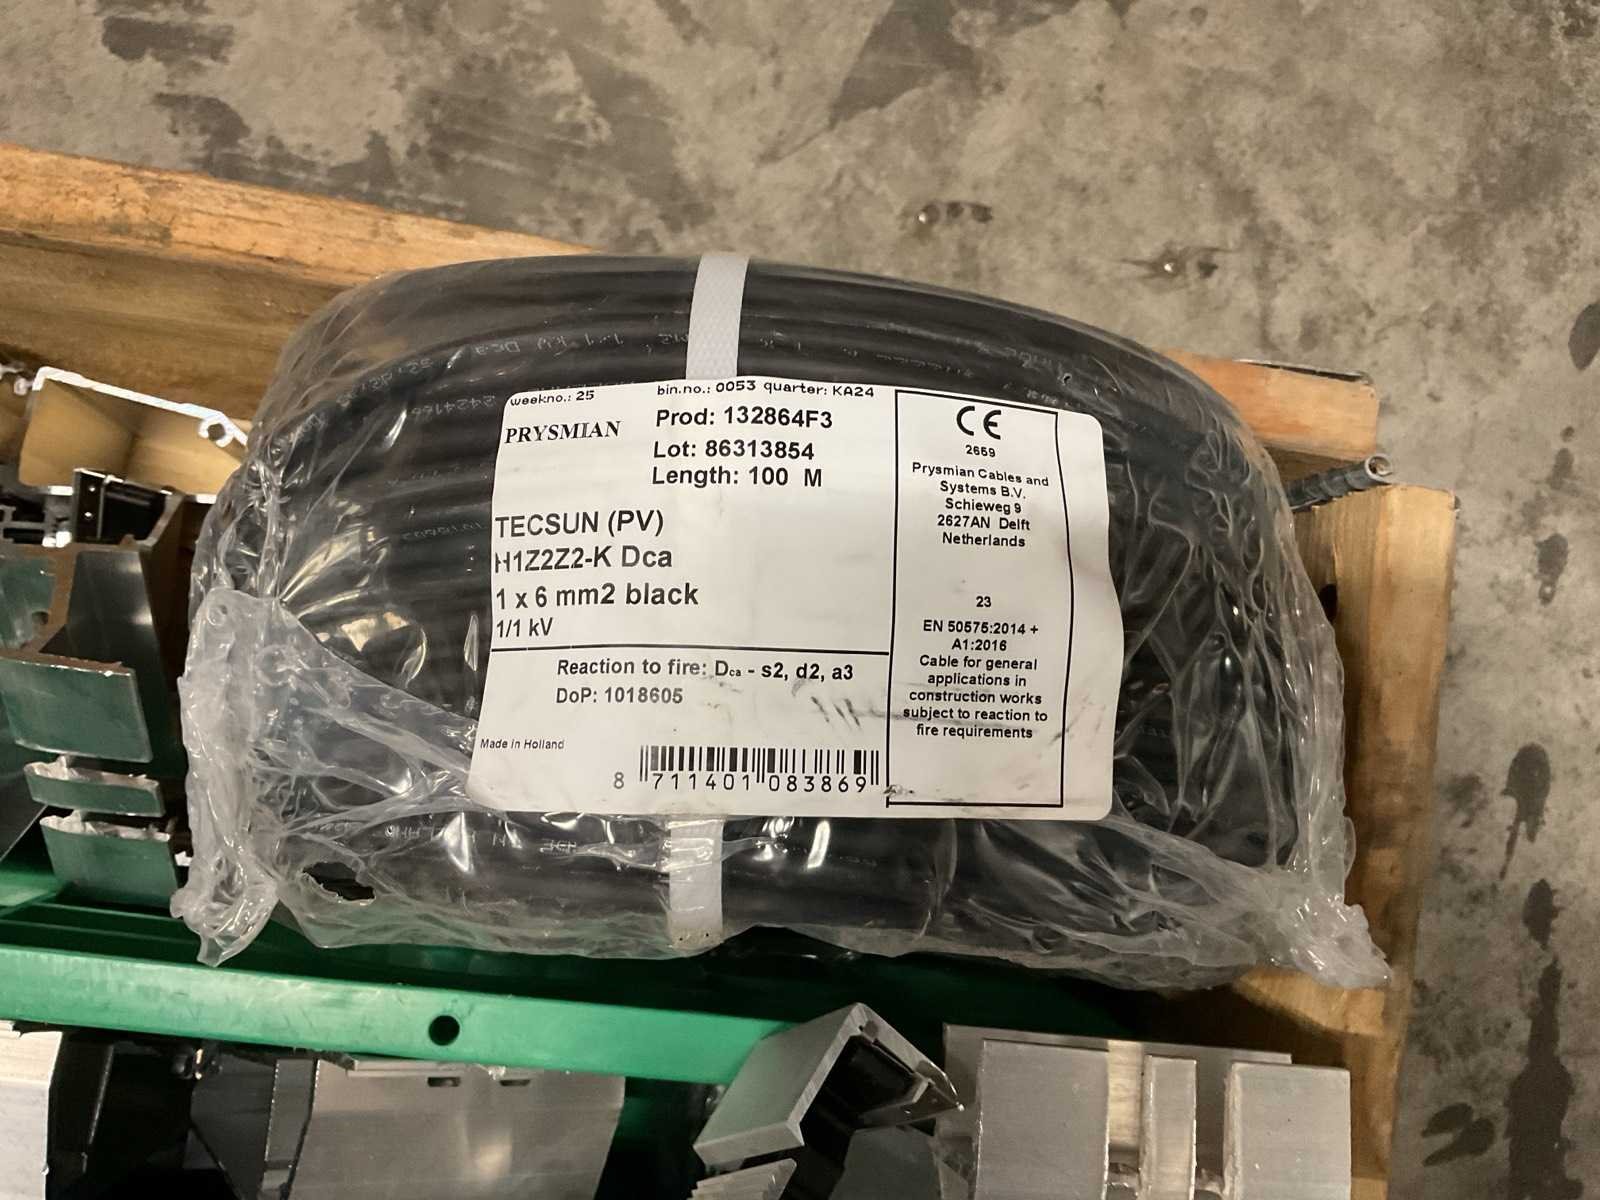 weekno.: 25
bin.no.: 0053 quarter: KA24
PRYSMIAN
Prod: 132864F3
Lot: 86313854
Length: 100 M
TECSUN (PV)
H1Z2Z2-K Dca
1 x 6 mm2 black
1/1 kV
Reaction to fire: Dca - s2, d2, a3
DoP: 1018605
Made in Holland
8 711401 083869
CE
2659
Prysmian Cables and
Systems B.V.
Schieweg 9
2627AN Delft
Netherlands
23
EN 50575:2014 +
A1:2016
Cable for general
applications in
construction works
subject to reaction to
fire requirements